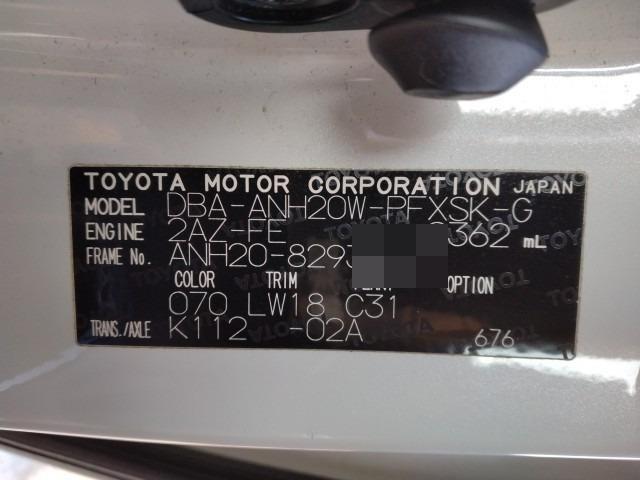 TOYOTA MOTOR CORPORATION JAPAN
MODEL DBA-ANH20W-PFXSK-G
ENGINE 2AZ-FE 2362 mL
FRAME No. ANH20-829
COLOR TRIM OPTION
070 LW18 C31
TRANS./AXLE K112 -02A 676